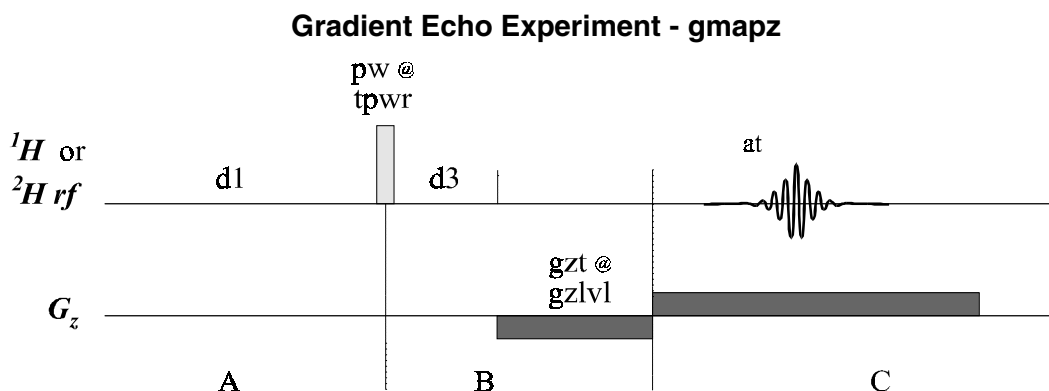 Gradient Echo Experiment - gmapz
pw @
tpwr
¹H or
²H rf
d1
d3
at
gzt @
gzlvl
Gz
A
B
C